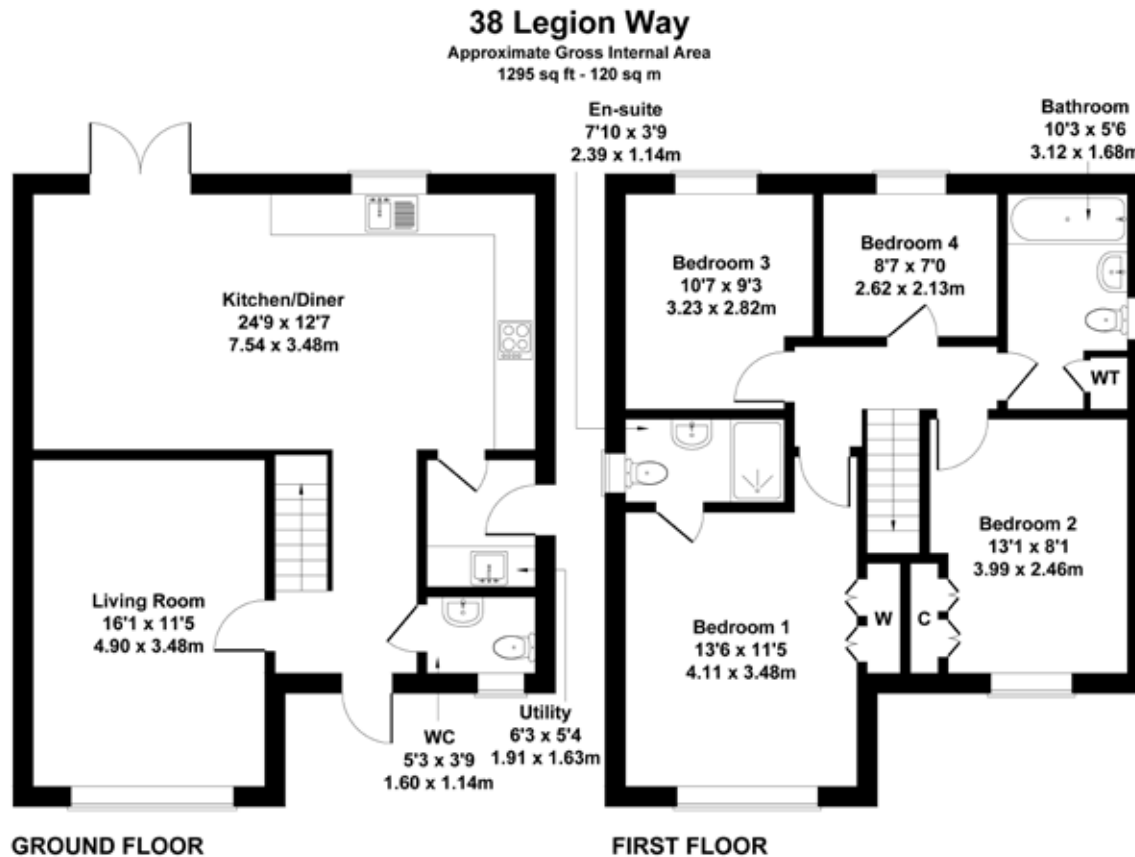 38 Legion Way
Approximate Gross Internal Area
1295 sq ft - 120 sq m
En-suite
7'10 x 3'9
2.39 x 1.14m
Bathroom
10'3 x 5'6
3.12 x 1.68m
Kitchen/Diner
24'9 x 12'7
7.54 x 3.48m
Bedroom 3
10'7 x 9'3
3.23 x 2.82m
Bedroom 4
8'7 x 7'0
2.62 x 2.13m
WT
Living Room
16'1 x 11'5
4.90 x 3.48m
Bedroom 2
13'1 x 8'1
3.99 x 2.46m
Bedroom 1
13'6 x 11'5
4.11 x 3.48m
W
C
WC
5'3 x 3'9
1.60 x 1.14m
Utility
6'3 x 5'4
1.91 x 1.63m
GROUND FLOOR
FIRST FLOOR